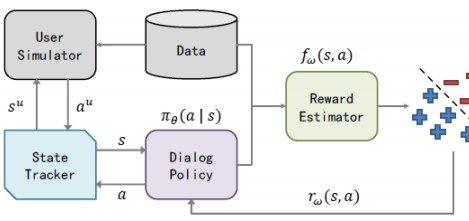 User
Simulator
Data
f_ω(s, a)
s^u
a^u
π_θ(a | s)
Reward
Estimator
State
Tracker
s
a
Dialog
Policy
r_ω(s, a)